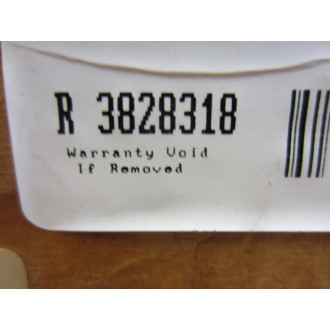 R 3828318
Warranty Void
If Removed